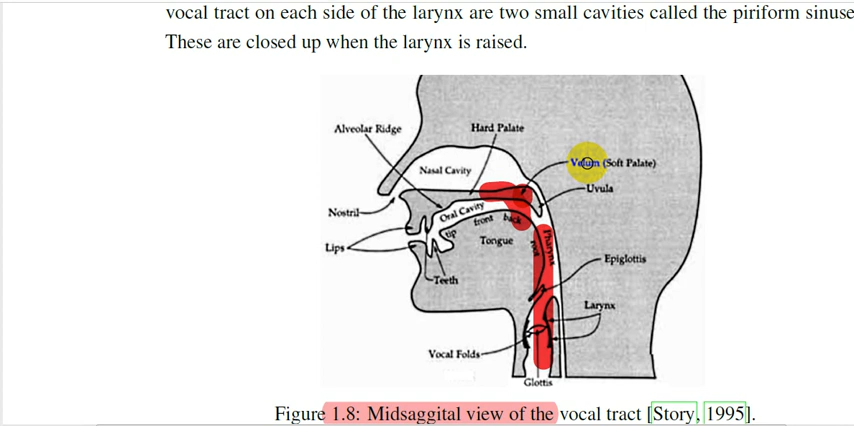 vocal tract on each side of the larynx are two small cavities called the piriform sinuse
These are closed up when the larynx is raised.
Alveolar Ridge
Hard Palate
Nasal Cavity
Velum (Soft Palate)
Uvula
Nostril
Oral Cavity
front
back
tip
Lips
Tongue
root
Pharynx
Epiglottis
Teeth
Larynx
Vocal Folds
Glottis
Figure 1.8: Midsaggital view of the vocal tract [Story, 1995].